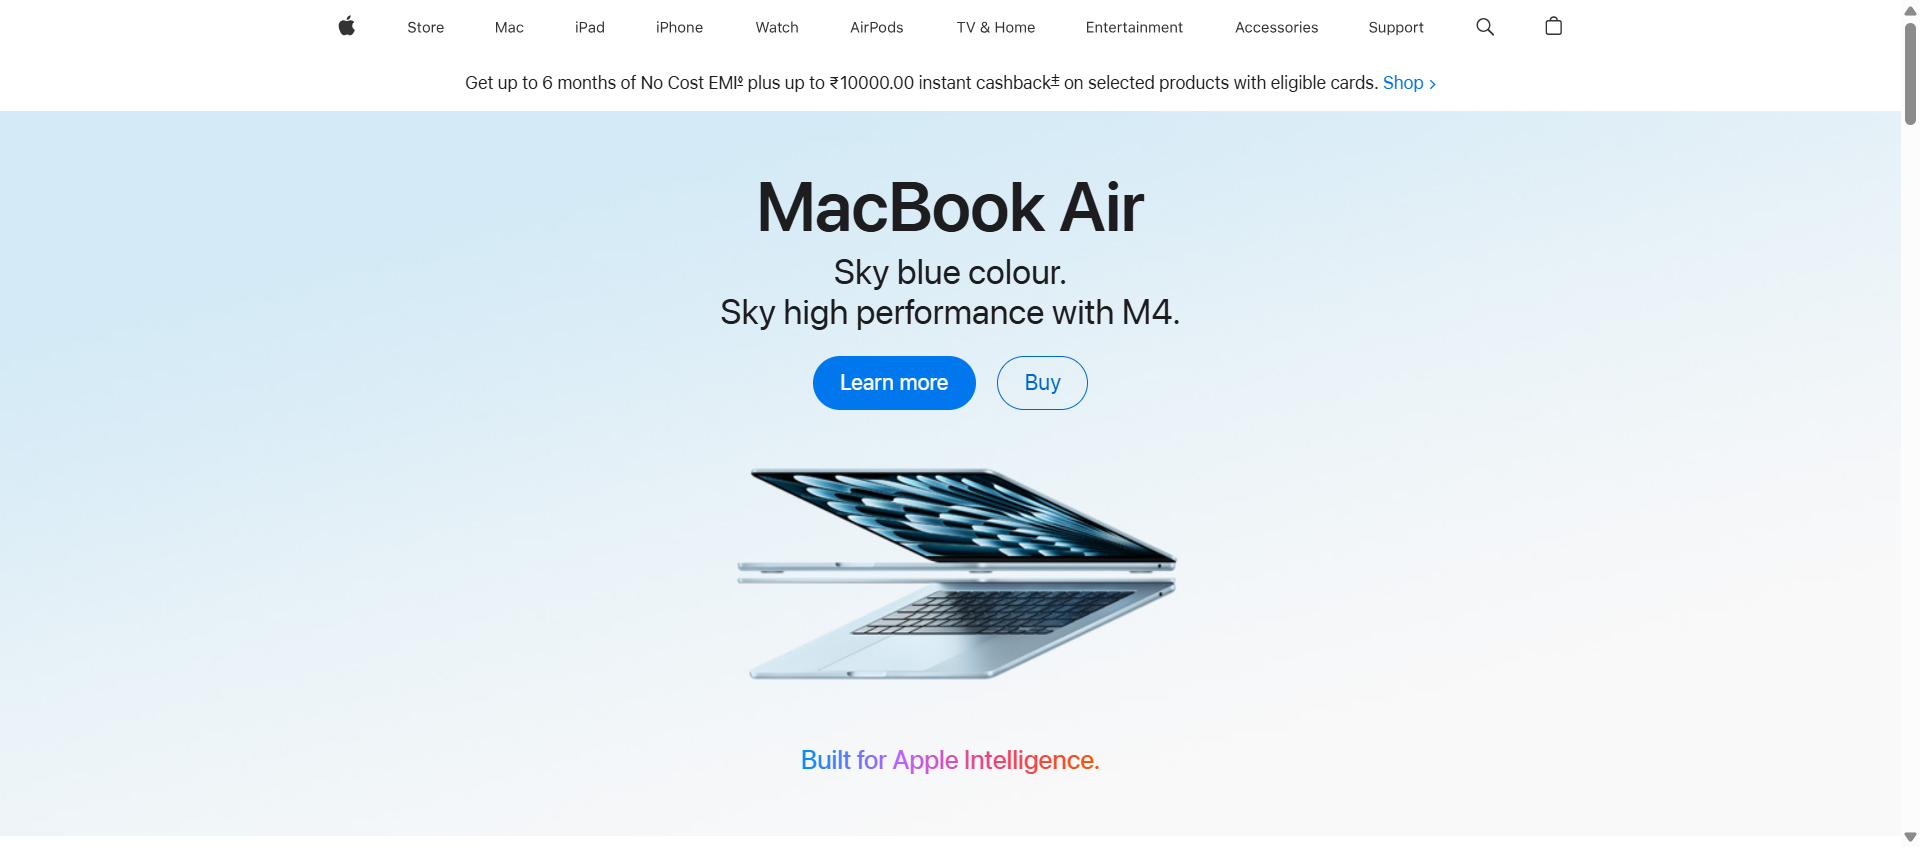 Store Mac iPad iPhone Watch AirPods TV & Home Entertainment Accessories Support
Get up to 6 months of No Cost EMI◊ plus up to ₹10000.00 instant cashback‡ on selected products with eligible cards. Shop >
MacBook Air
Sky blue colour.
Sky high performance with M4.
Learn more Buy
Built for Apple Intelligence.